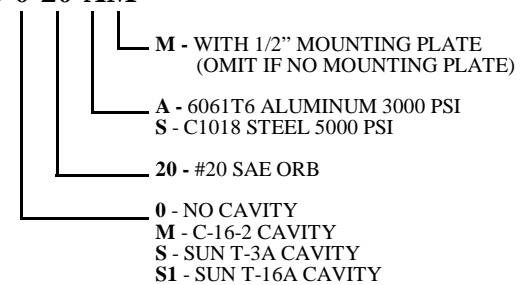 M - WITH 1/2” MOUNTING PLATE
(OMIT IF NO MOUNTING PLATE)
A - 6061T6 ALUMINUM 3000 PSI
S - C1018 STEEL 5000 PSI
20 - #20 SAE ORB
0 - NO CAVITY
M - C-16-2 CAVITY
S - SUN T-3A CAVITY
S1 - SUN T-16A CAVITY